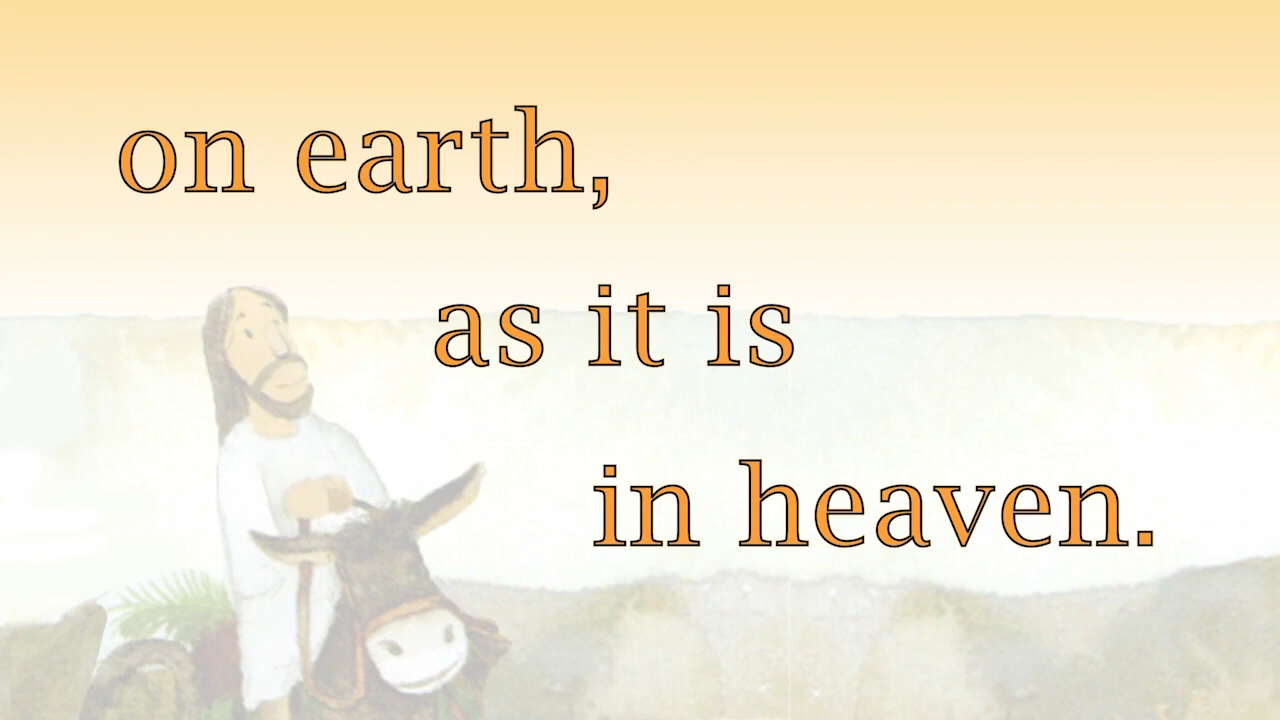 on earth,
as it is
in heaven.